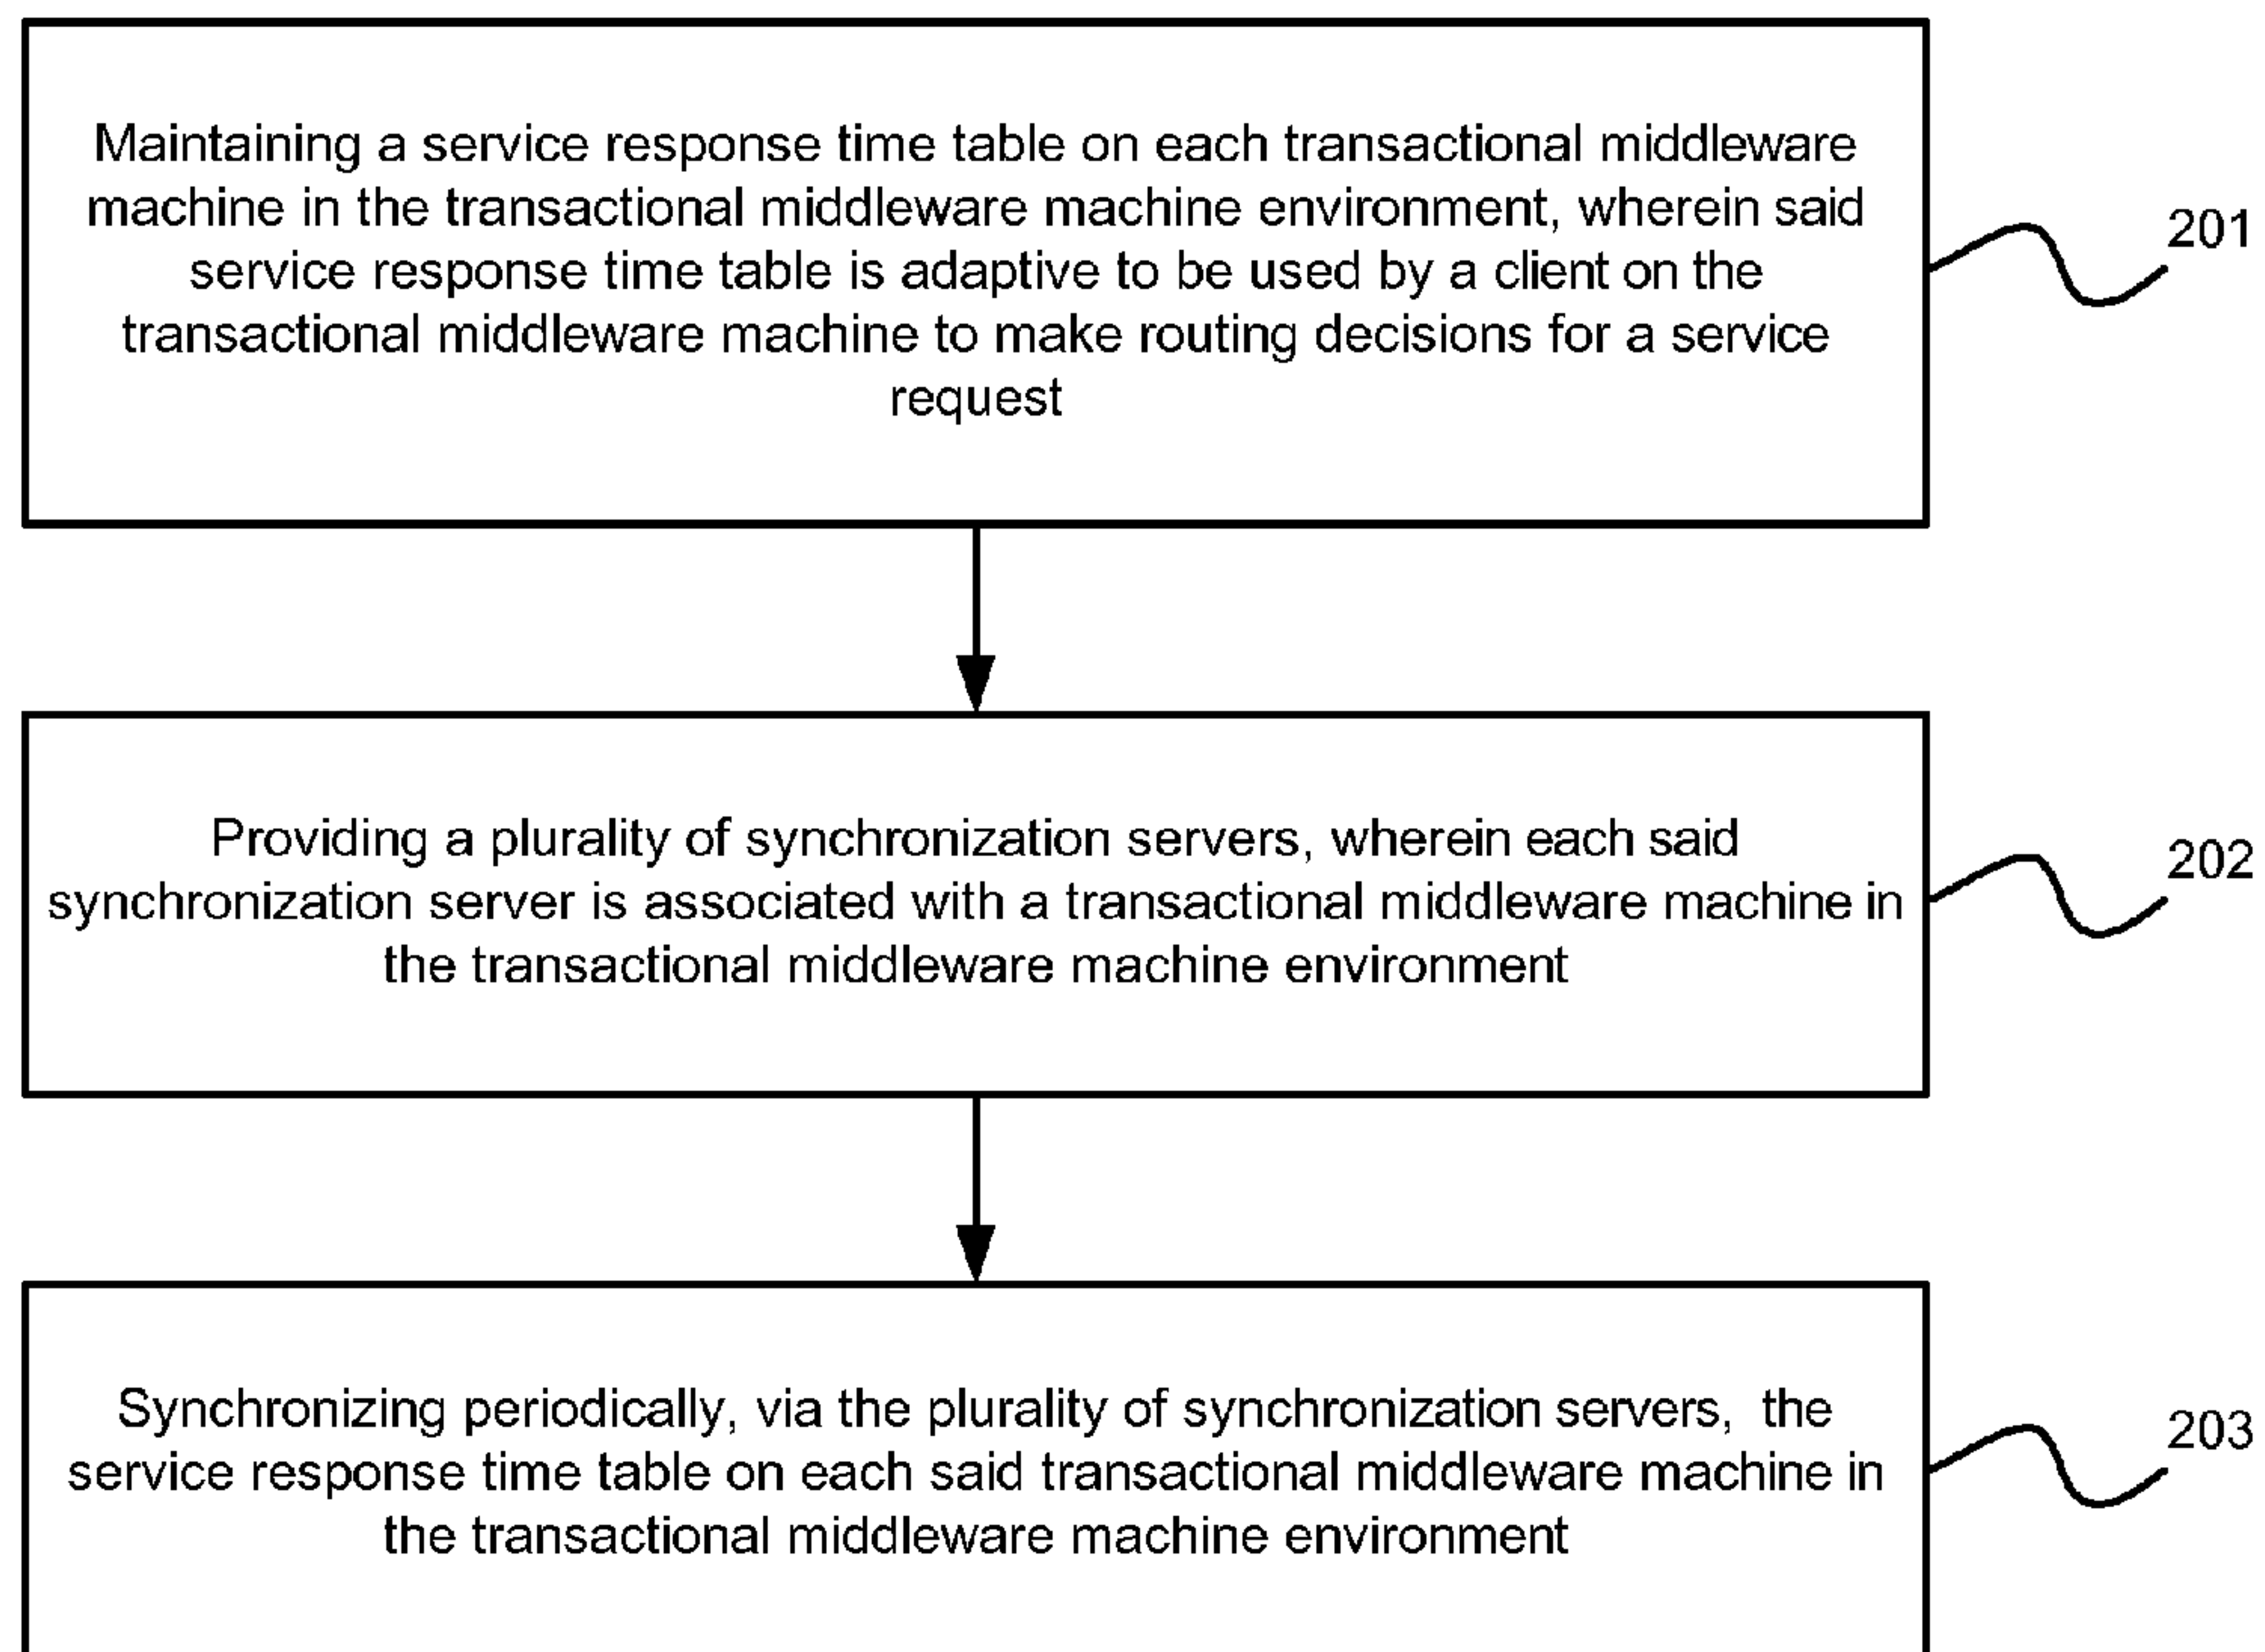 Maintaining a service response time table on each transactional middleware
machine in the transactional middleware machine environment, wherein said
service response time table is adaptive to be used by a client on the
transactional middleware machine to make routing decisions for a service
request
201
Providing a plurality of synchronization servers, wherein each said
synchronization server is associated with a transactional middleware machine in
the transactional middleware machine environment
202
Synchronizing periodically, via the plurality of synchronization servers, the
service response time table on each said transactional middleware machine in
the transactional middleware machine environment
203